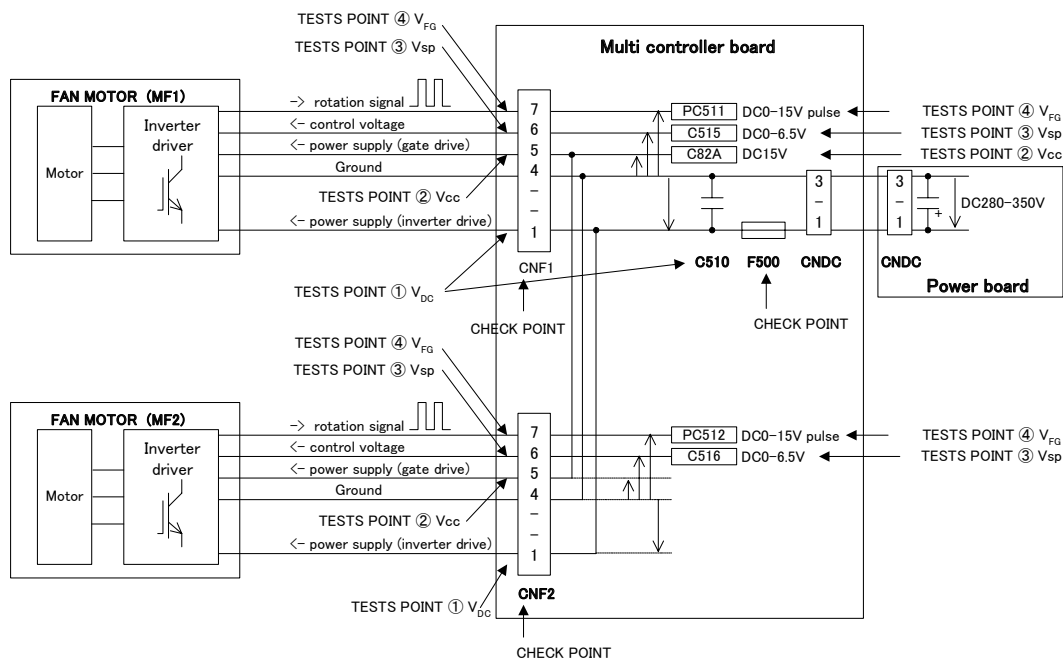 TESTS POINT ④ V_FG
TESTS POINT ③ Vsp
Multi controller board
FAN MOTOR (MF1)
Motor
Inverter
driver
-> rotation signal
<- control voltage
<- power supply (gate drive)
Ground
TESTS POINT ② Vcc
<- power supply (inverter drive)
7
6
5
4
-
-
1
CNF1
PC511 DC0-15V pulse
C515 DC0-6.5V
C82A DC15V
TESTS POINT ④ V_FG
TESTS POINT ③ Vsp
TESTS POINT ② Vcc
3
-
1
3
-
1
+
DC280-350V
C510 F500 CNDC CNDC
Power board
TESTS POINT ① V_DC
CHECK POINT
CHECK POINT
TESTS POINT ④ V_FG
TESTS POINT ③ Vsp
FAN MOTOR (MF2)
Motor
Inverter
driver
-> rotation signal
<- control voltage
<- power supply (gate drive)
Ground
TESTS POINT ② Vcc
<- power supply (inverter drive)
7
6
5
4
-
-
1
CNF2
PC512 DC0-15V pulse
C516 DC0-6.5V
TESTS POINT ④ V_FG
TESTS POINT ③ Vsp
TESTS POINT ① V_DC
CHECK POINT